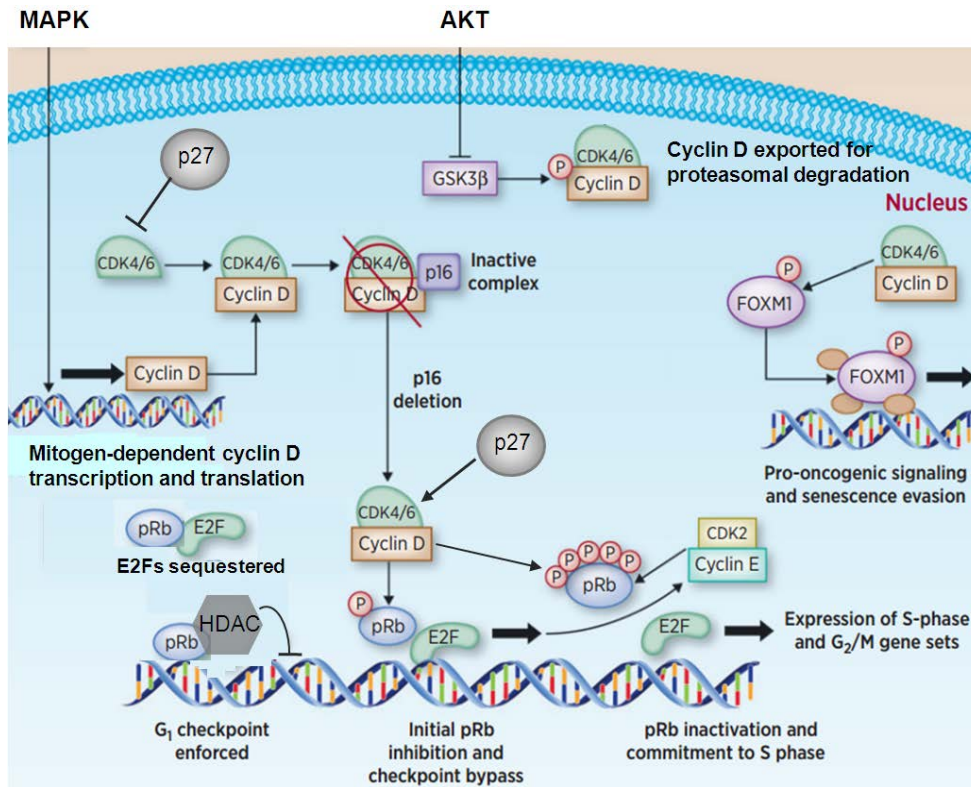 MAPK
AKT
p27
CDK4/6
P
Cyclin D
GSK3β
Cyclin D exported for
proteasomal degradation
Nucleus
CDK4/6
CDK4/6
CDK4/6
p16
Cyclin D
Cyclin D
Inactive
complex
CDK4/6
Cyclin D
P
FOXM1
Cyclin D
p16
deletion
P
FOXM1
p27
Mitogen-dependent cyclin D
transcription and translation
Pro-oncogenic signaling
and senescence evasion
pRb
E2F
E2Fs sequestered
CDK4/6
Cyclin D
P
P
P
P
P
P
pRb
CDK2
Cyclin E
HDAC
pRb
P
pRb
E2F
E2F
Expression of S-phase
and G2/M gene sets
G1 checkpoint
enforced
Initial pRb
inhibition and
checkpoint bypass
pRb inactivation and
commitment to S phase